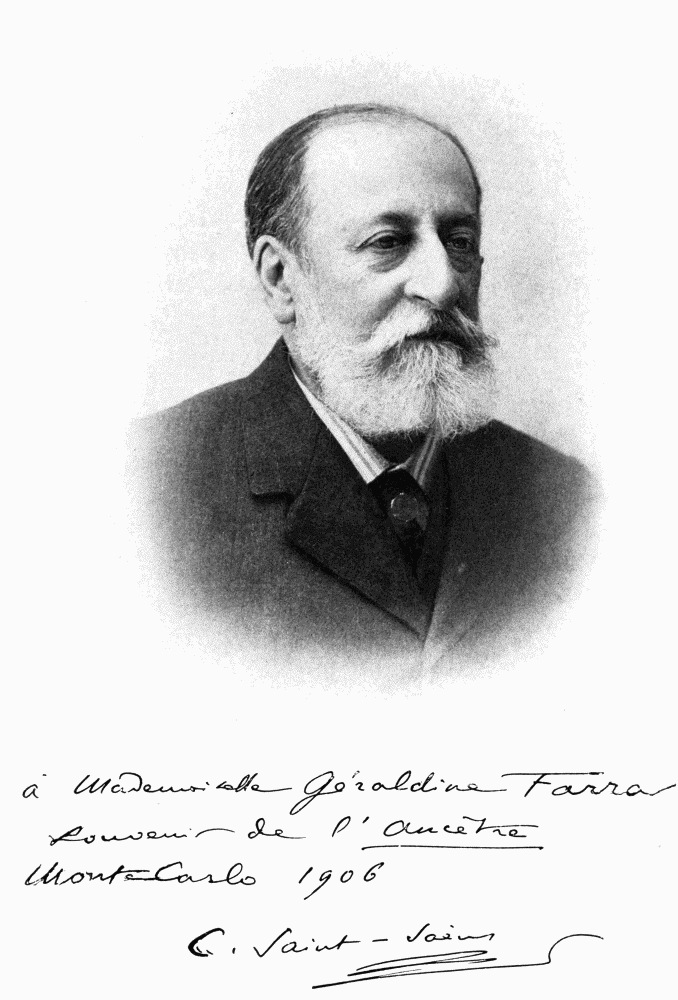 à Mademoiselle Géraldine Farrar
souvenir de l'Ancêtre
Monte Carlo 1906
C. Saint-Saëns